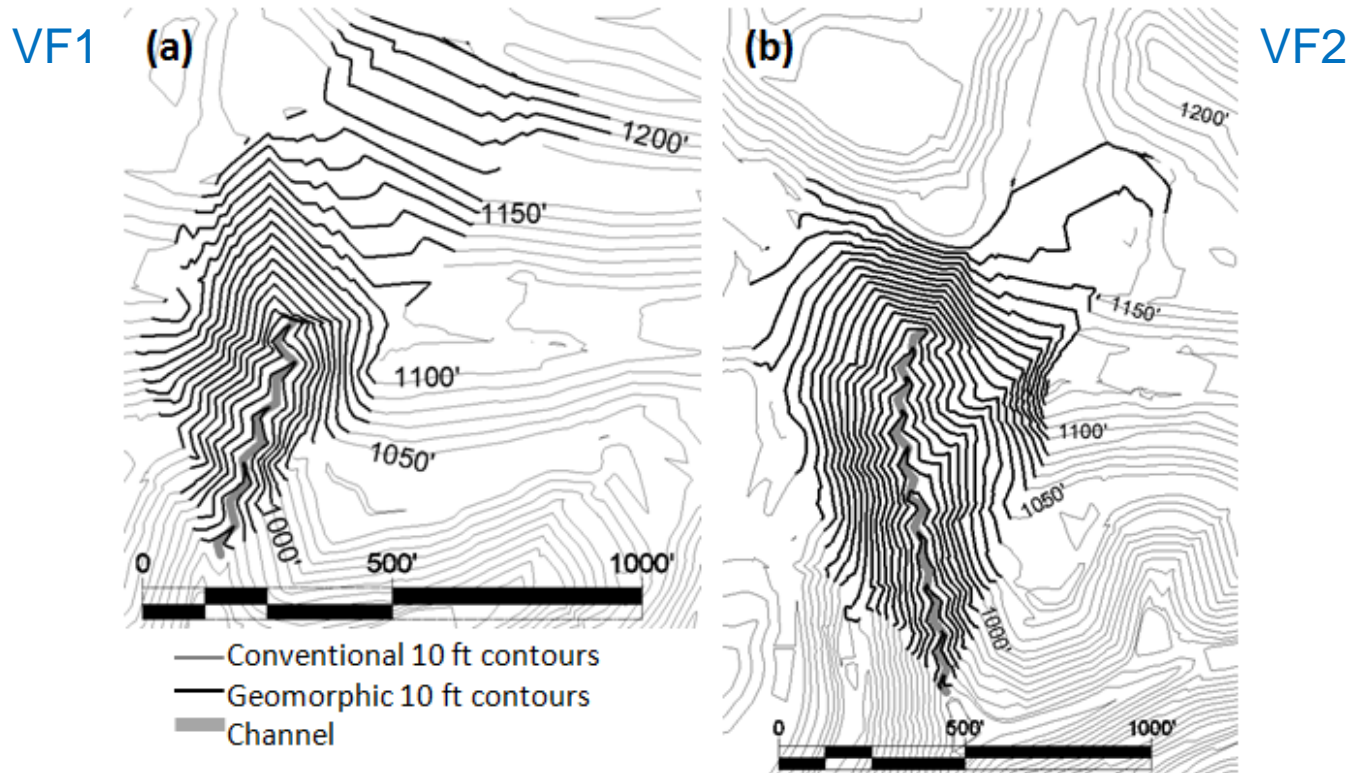 VF1
(a)
(b)
VF2
1200'
1150'
1100'
1050'
1000'
0
500'
1000'
Conventional 10 ft contours
Geomorphic 10 ft contours
Channel
1200'
1150'
1100'
1050'
1000'
0
500'
1000'